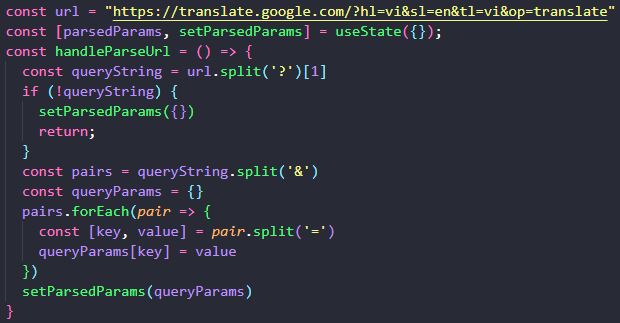 const url = "https://translate.google.com/?hl=vi&sl=en&tl=vi&op=translate"
const [parsedParams, setParsedParams] = useState({});
const handleParseUrl = () => {
  const queryString = url.split('?')[1]
  if (!queryString) {
    setParsedParams({})
    return;
  }
  const pairs = queryString.split('&')
  const queryParams = {}
  pairs.forEach(pair => {
    const [key, value] = pair.split('=')
    queryParams[key] = value
  })
  setParsedParams(queryParams)
}